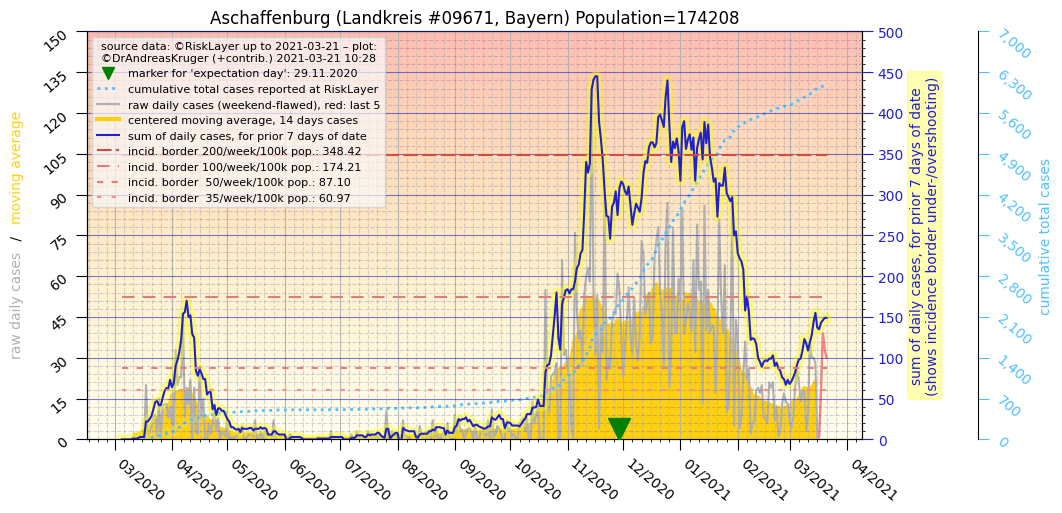 Aschaffenburg (Landkreis #09671, Bayern) Population=174208
source data: ©RiskLayer up to 2021-03-21 – plot:
©DrAndreasKruger (+contrib.) 2021-03-21 10:28
marker for 'expectation day': 29.11.2020
cumulative total cases reported at RiskLayer
raw daily cases (weekend-flawed), red: last 5
centered moving average, 14 days cases
sum of daily cases, for prior 7 days of date
incid. border 200/week/100k pop.: 348.42
incid. border 100/week/100k pop.: 174.21
incid. border  50/week/100k pop.: 87.10
incid. border  35/week/100k pop.: 60.97
raw daily cases / moving average
150
135
120
105
90
75
60
45
30
15
0
03/2020
04/2020
05/2020
06/2020
07/2020
08/2020
09/2020
10/2020
11/2020
12/2020
01/2021
02/2021
03/2021
04/2021
500
450
400
350
300
250
200
150
100
50
0
sum of daily cases, for prior 7 days of date
(shows incidence border under-/overshooting)
7,000
6,300
5,600
4,900
4,200
3,500
2,800
2,100
1,400
700
0
cumulative total cases